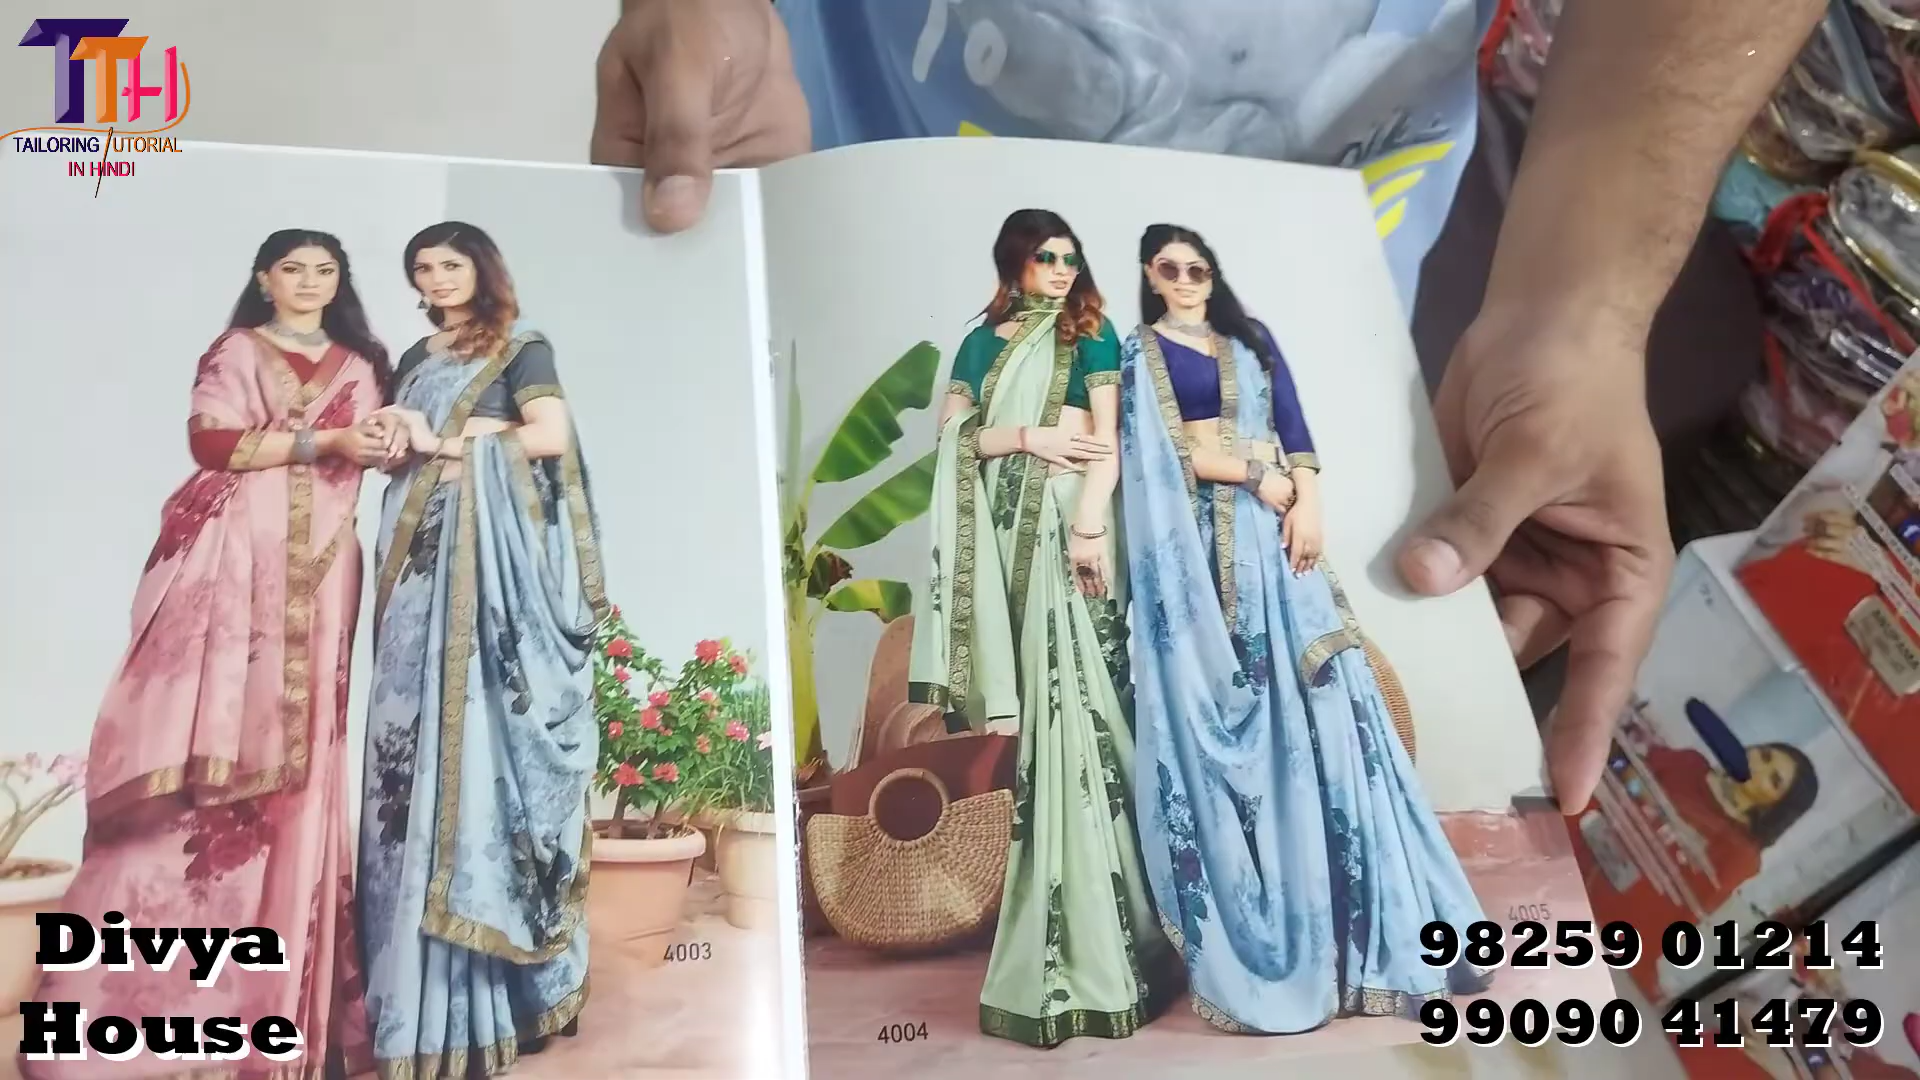 TTH
TAILORING TUTORIAL
IN HINDI
4003
4004
4005
Divya
House
98259 01214
99090 41479